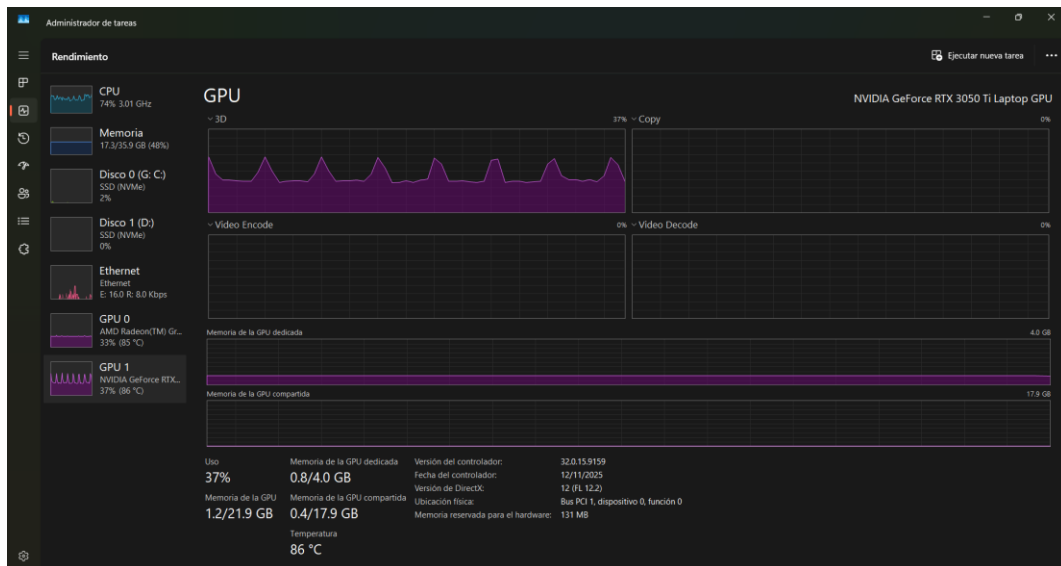 Administrador de tareas
Rendimiento
Ejecutar nueva tarea
CPU
74% 3.01 GHz
Memoria
17.3/35.9 GB (48%)
Disco 0 (G: C:)
SSD (NVMe)
2%
Disco 1 (D:)
SSD (NVMe)
0%
Ethernet
Ethernet
E: 16.0 R: 8.0 Kbps
GPU 0
AMD Radeon(TM) Gr...
33% (85 °C)
GPU 1
NVIDIA GeForce RTX...
37% (86 °C)
GPU
NVIDIA GeForce RTX 3050 Ti Laptop GPU
3D 37%
Copy 0%
Video Encode 0%
Video Decode 0%
Memoria de la GPU dedicada 4.0 GB
Memoria de la GPU compartida 17.9 GB
Uso
37%
Memoria de la GPU dedicada
0.8/4.0 GB
Memoria de la GPU
1.2/21.9 GB
Memoria de la GPU compartida
0.4/17.9 GB
Temperatura
86 °C
Versión del controlador: 32.0.15.9159
Fecha del controlador: 12/11/2025
Versión de DirectX: 12 (FL 12.2)
Ubicación física: Bus PCI 1, dispositivo 0, función 0
Memoria reservada para el hardware: 131 MB